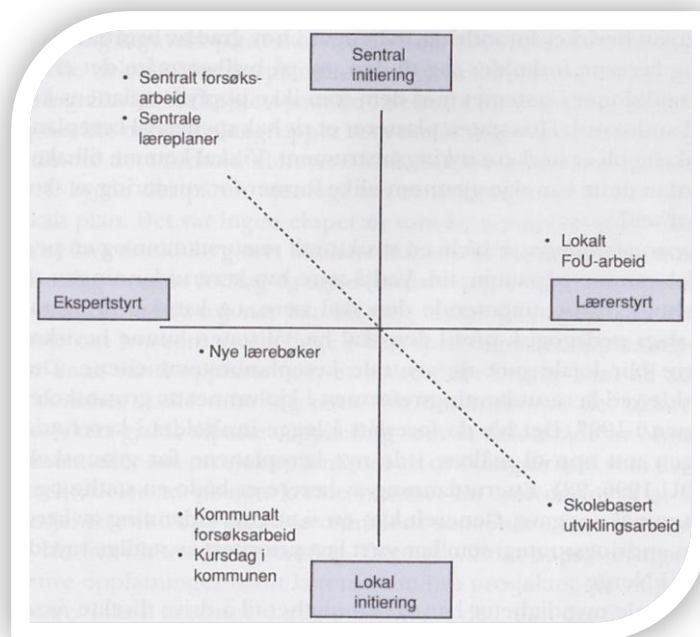 Sentral
initiering
• Sentralt forsøks-
arbeid
• Sentrale
læreplaner
• Lokalt
FoU-arbeid
Ekspertstyrt
Lærerstyrt
• Nye lærebøker
• Skolebasert
utviklingsarbeid
• Kommunalt
forsøksarbeid
• Kursdag i
kommunen
Lokal
initiering